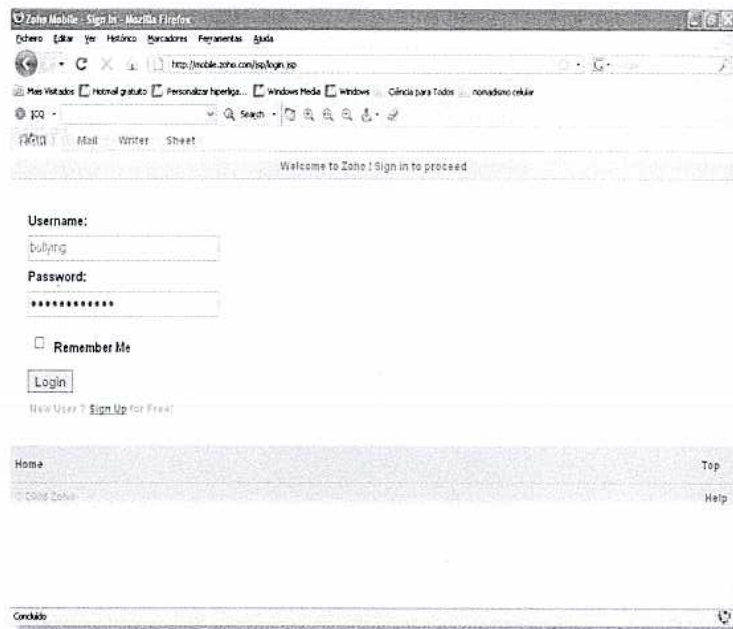 Zoho Mobile - Sign In - Mozilla Firefox
Ficheiro Editar Ver Histórico Marcadores Ferramentas Ajuda
http://mobile.zoho.com/jsp/login.jsp
Mais Visitados Hotmail gratuito Personalizar hiperliga... Windows Media Windows Ciência para Todos nomadismo celular
ICQ Search
Mail Writer Sheet
Welcome to Zoho ! Sign in to proceed
Username:
bullying
Password:
************
Remember Me
Login
New User ? Sign Up for Free!
Home Top
© 2008 Zoho Help
Concluído